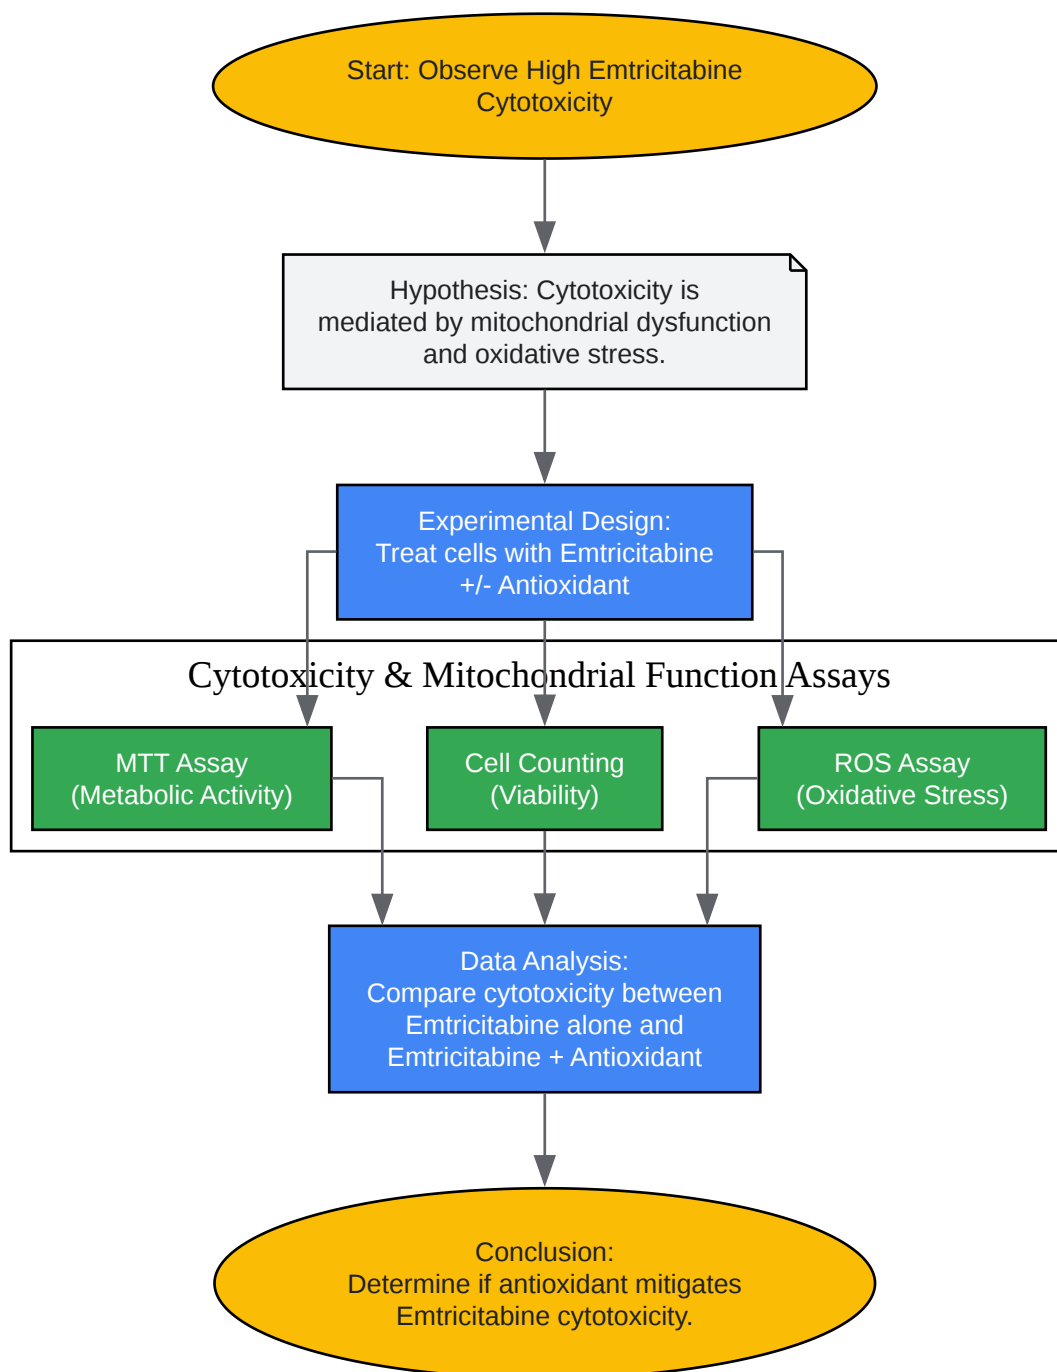 Start: Observe High Emtricitabine
Cytotoxicity
Hypothesis: Cytotoxicity is
mediated by mitochondrial dysfunction
and oxidative stress.
Experimental Design:
Treat cells with Emtricitabine
+/- Antioxidant
Cytotoxicity & Mitochondrial Function Assays
MTT Assay
(Metabolic Activity)
Cell Counting
(Viability)
ROS Assay
(Oxidative Stress)
Data Analysis:
Compare cytotoxicity between
Emtricitabine alone and
Emtricitabine + Antioxidant
Conclusion:
Determine if antioxidant mitigates
Emtricitabine cytotoxicity.